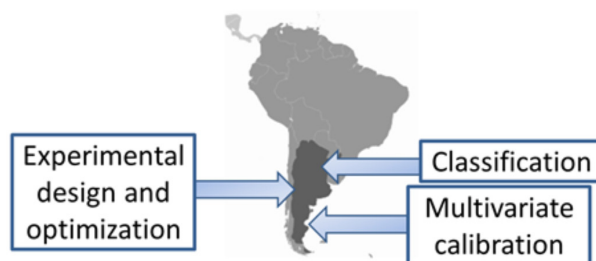 Experimental
design and
optimization
Classification
Multivariate
calibration